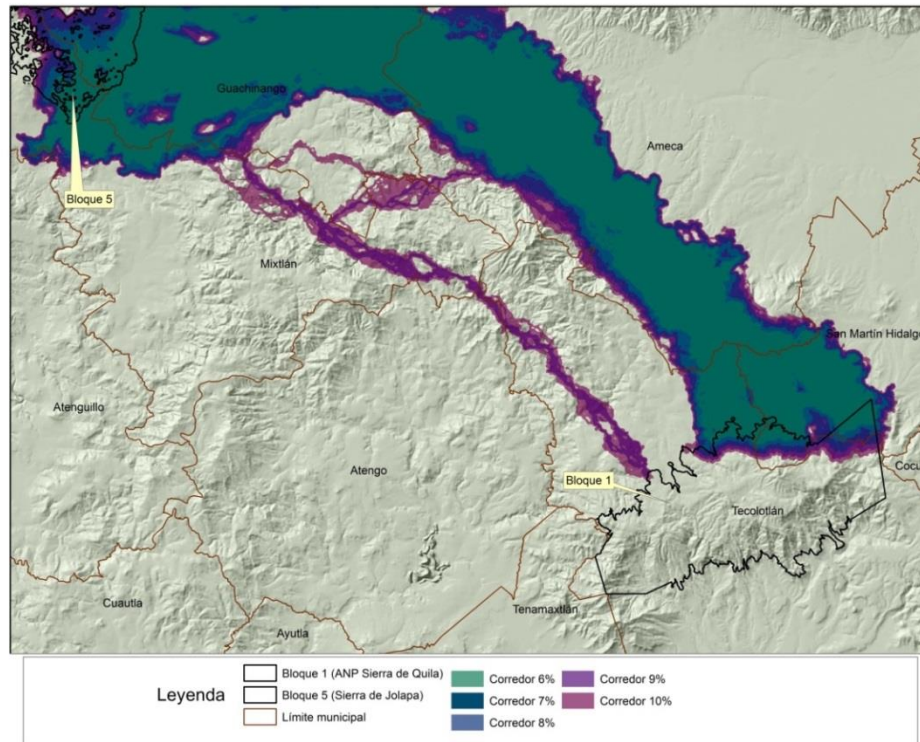 Guachinango
Ameca
Bloque 5
Mixtlán
San Martín Hidalgo
Atenguillo
Atengo
Bloque 1
Cocu
Tecolotlán
Cuautla
Tenamaxtlán
Ayutla
Leyenda
Bloque 1 (ANP Sierra de Quila)
Bloque 5 (Sierra de Jolapa)
Límite municipal
Corredor 6%
Corredor 7%
Corredor 8%
Corredor 9%
Corredor 10%